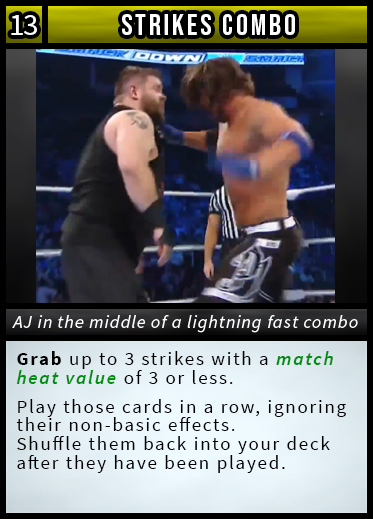 13 STRIKES COMBO
DOWN
AJ in the middle of a lightning fast combo
Grab up to 3 strikes with a match
heat value of 3 or less.
Play those cards in a row, ignoring
their non-basic effects.
Shuffle them back into your deck
after they have been played.